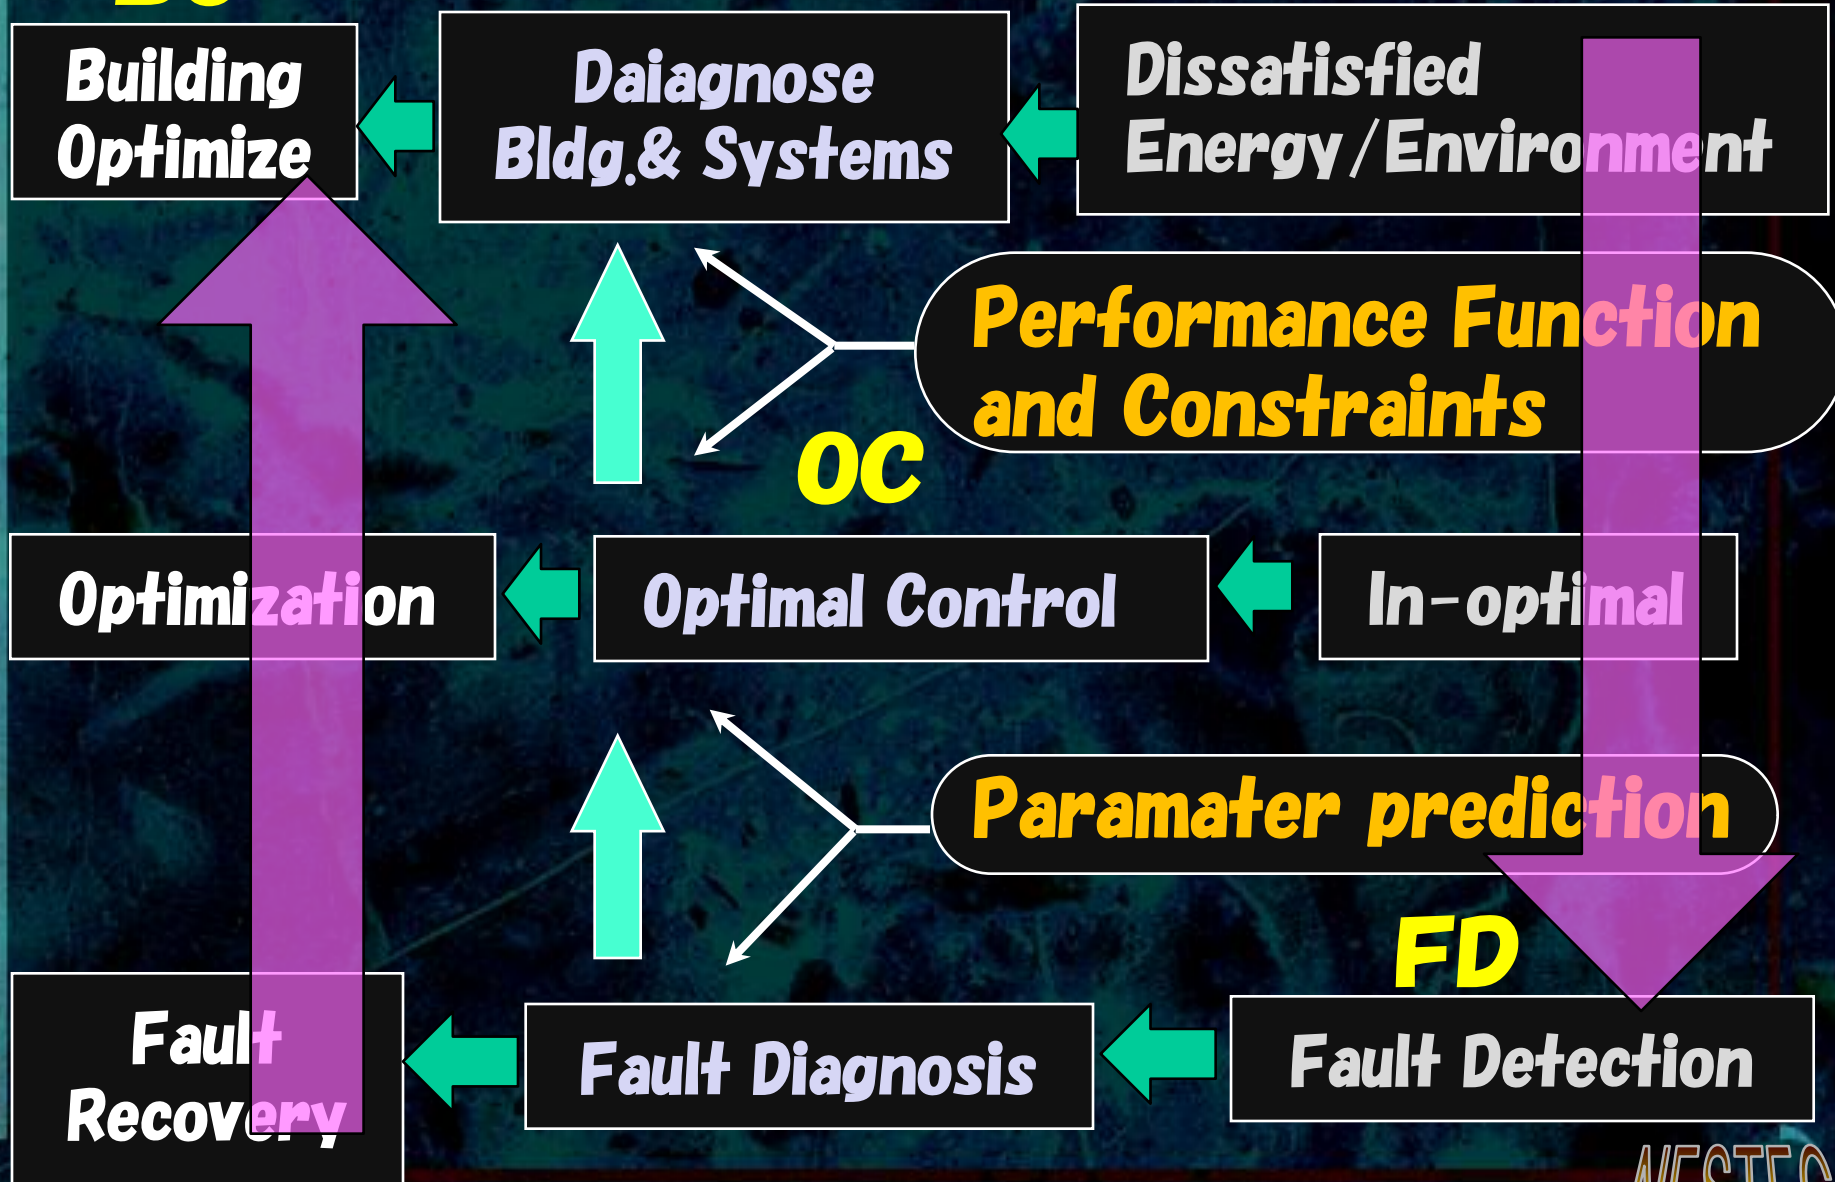 Building
Optimize
Daiagnose
Bldg.& Systems
Dissatisfied
Energy/Environment
Performance Function
and Constraints
OC
Optimization
Optimal Control
In-optimal
Paramater prediction
FD
Fault
Recovery
Fault Diagnosis
Fault Detection